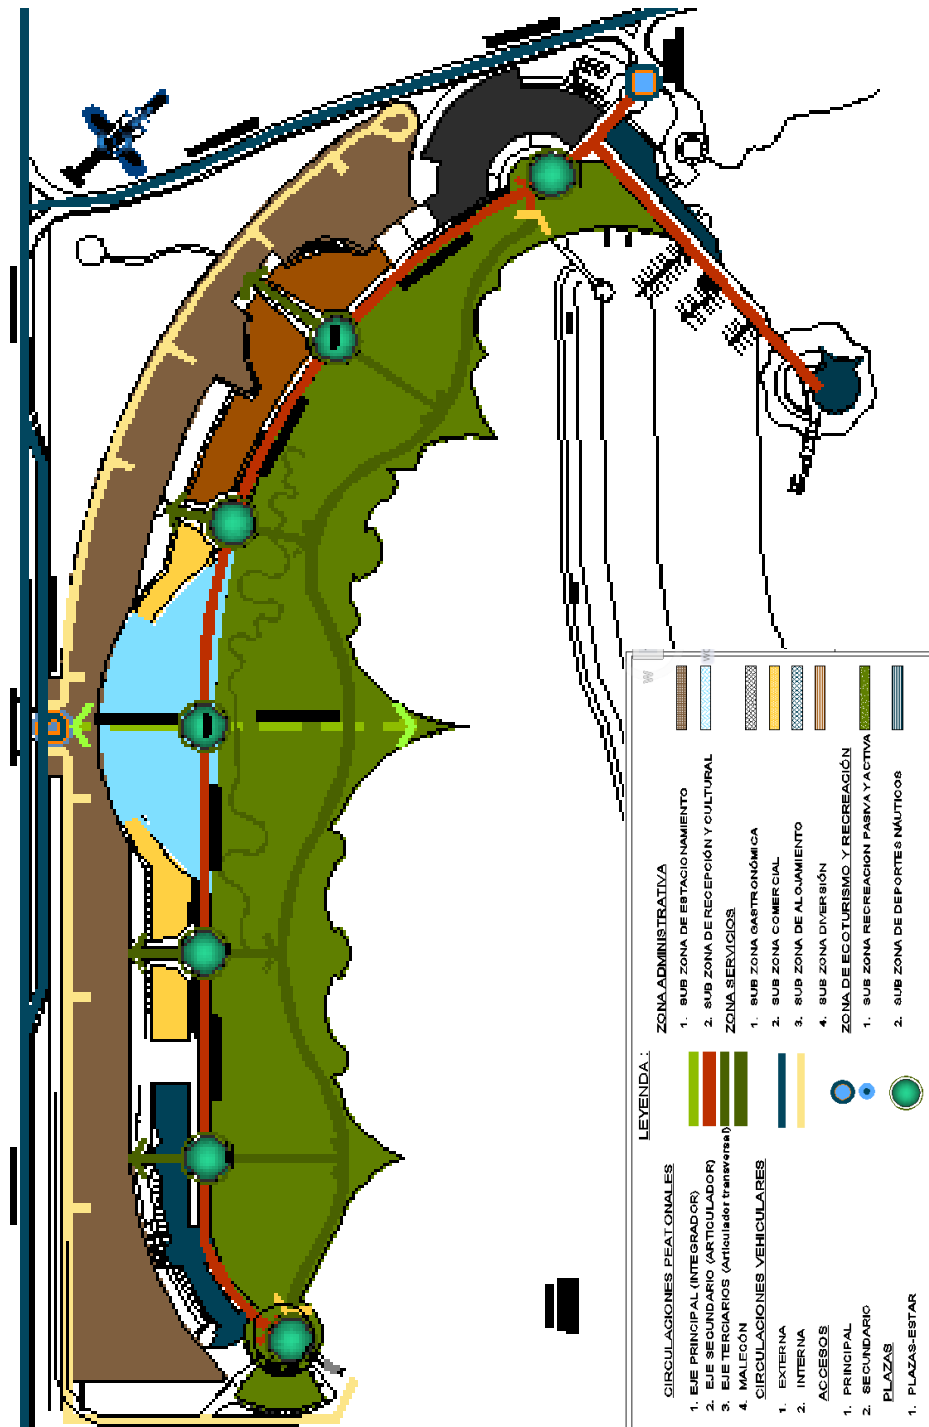 LEYENDA :
CIRCULACIONES PEATONALES
1. EJE PRINCIPAL (INTEGRADOR)
2. EJE SECUNDARIO (ARTICULADOR)
3. EJE TERCIARIOS (Articulador transversal)
4. MALECÓN
CIRCULACIONES VEHICULARES
1. EXTERNA
2. INTERNA
ACCESOS
1. PRINCIPAL
2. SECUNDARIO
PLAZAS
1. PLAZAS-ESTAR
ZONA ADMINISTRATIVA
1. SUB ZONA DE ESTACIONAMIENTO
2. SUB ZONA DE RECEPCIÓN Y CULTURAL
ZONA SERVICIOS
1. SUB ZONA GASTRONÓMICA
2. SUB ZONA COMERCIAL
3. SUB ZONA DE ALOJAMIENTO
4. SUB ZONA DIVERSIÓN
ZONA DE ECOTURISMO Y RECREACIÓN
1. SUB ZONA RECREACION PASIVA Y ACTIVA
2. SUB ZONA DE DEPORTES NÁUTICOS